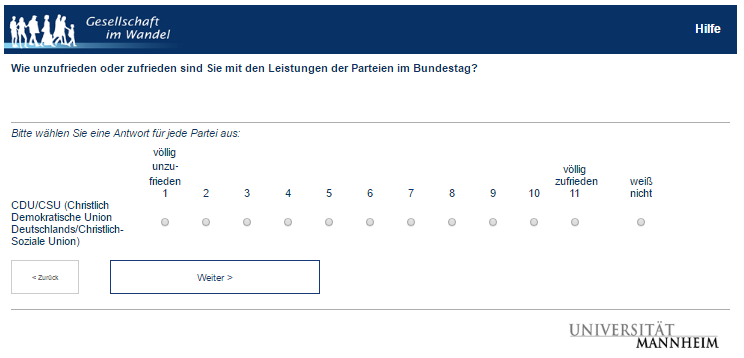 Gesellschaft
im Wandel
Hilfe
Wie unzufrieden oder zufrieden sind Sie mit den Leistungen der Parteien im Bundestag?
Bitte wählen Sie eine Antwort für jede Partei aus:
völlig
unzu-
frieden
1 2 3 4 5 6 7 8 9 10
völlig
zufrieden
11
weiß
nicht
CDU/CSU (Christlich
Demokratische Union
Deutschlands/Christlich-
Soziale Union)
< Zurück
Weiter >
UNIVERSITÄT
MANNHEIM